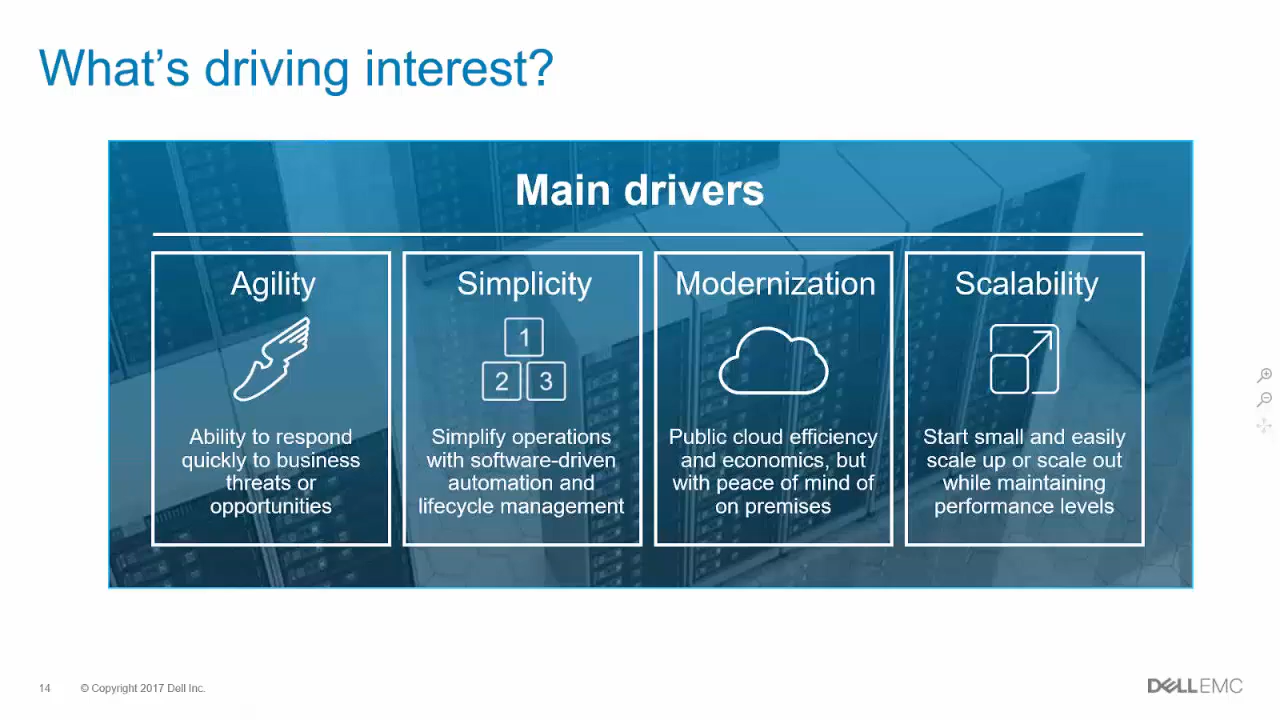 What's driving interest?
Main drivers
Agility
Ability to respond
quickly to business
threats or
opportunities
Simplicity
1
2 3
Simplify operations
with software-driven
automation and
lifecycle management
Modernization
Public cloud efficiency
and economics, but
with peace of mind of
on premises
Scalability
Start small and easily
scale up or scale out
while maintaining
performance levels
14 © Copyright 2017 Dell Inc.
DELLEMC